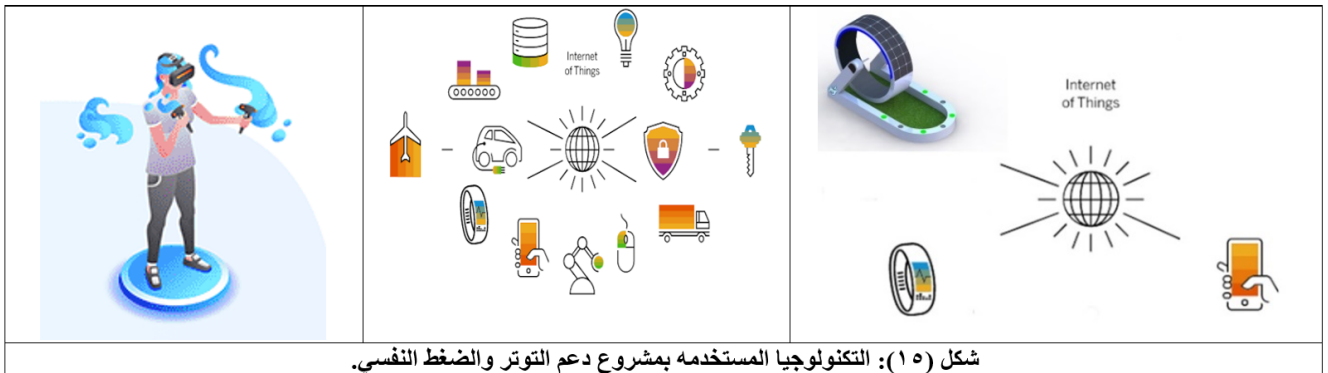 Internet
of Things
Internet
of Things
شكل (١٥): التكنولوجيا المستخدمه بمشروع دعم التوتر والضغط النفسي.